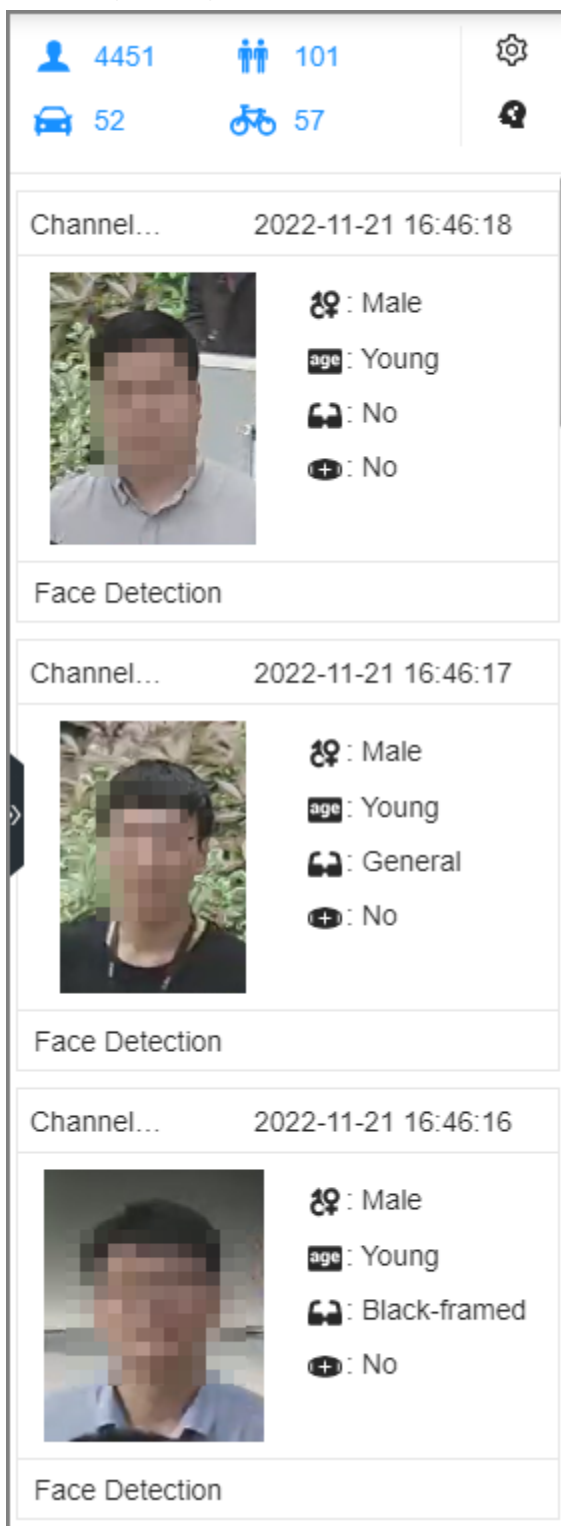 4451 101
52 57
Channel... 2022-11-21 16:46:18
: Male
age : Young
: No
: No
Face Detection
Channel... 2022-11-21 16:46:17
: Male
age : Young
: General
: No
Face Detection
Channel... 2022-11-21 16:46:16
: Male
age : Young
: Black-framed
: No
Face Detection